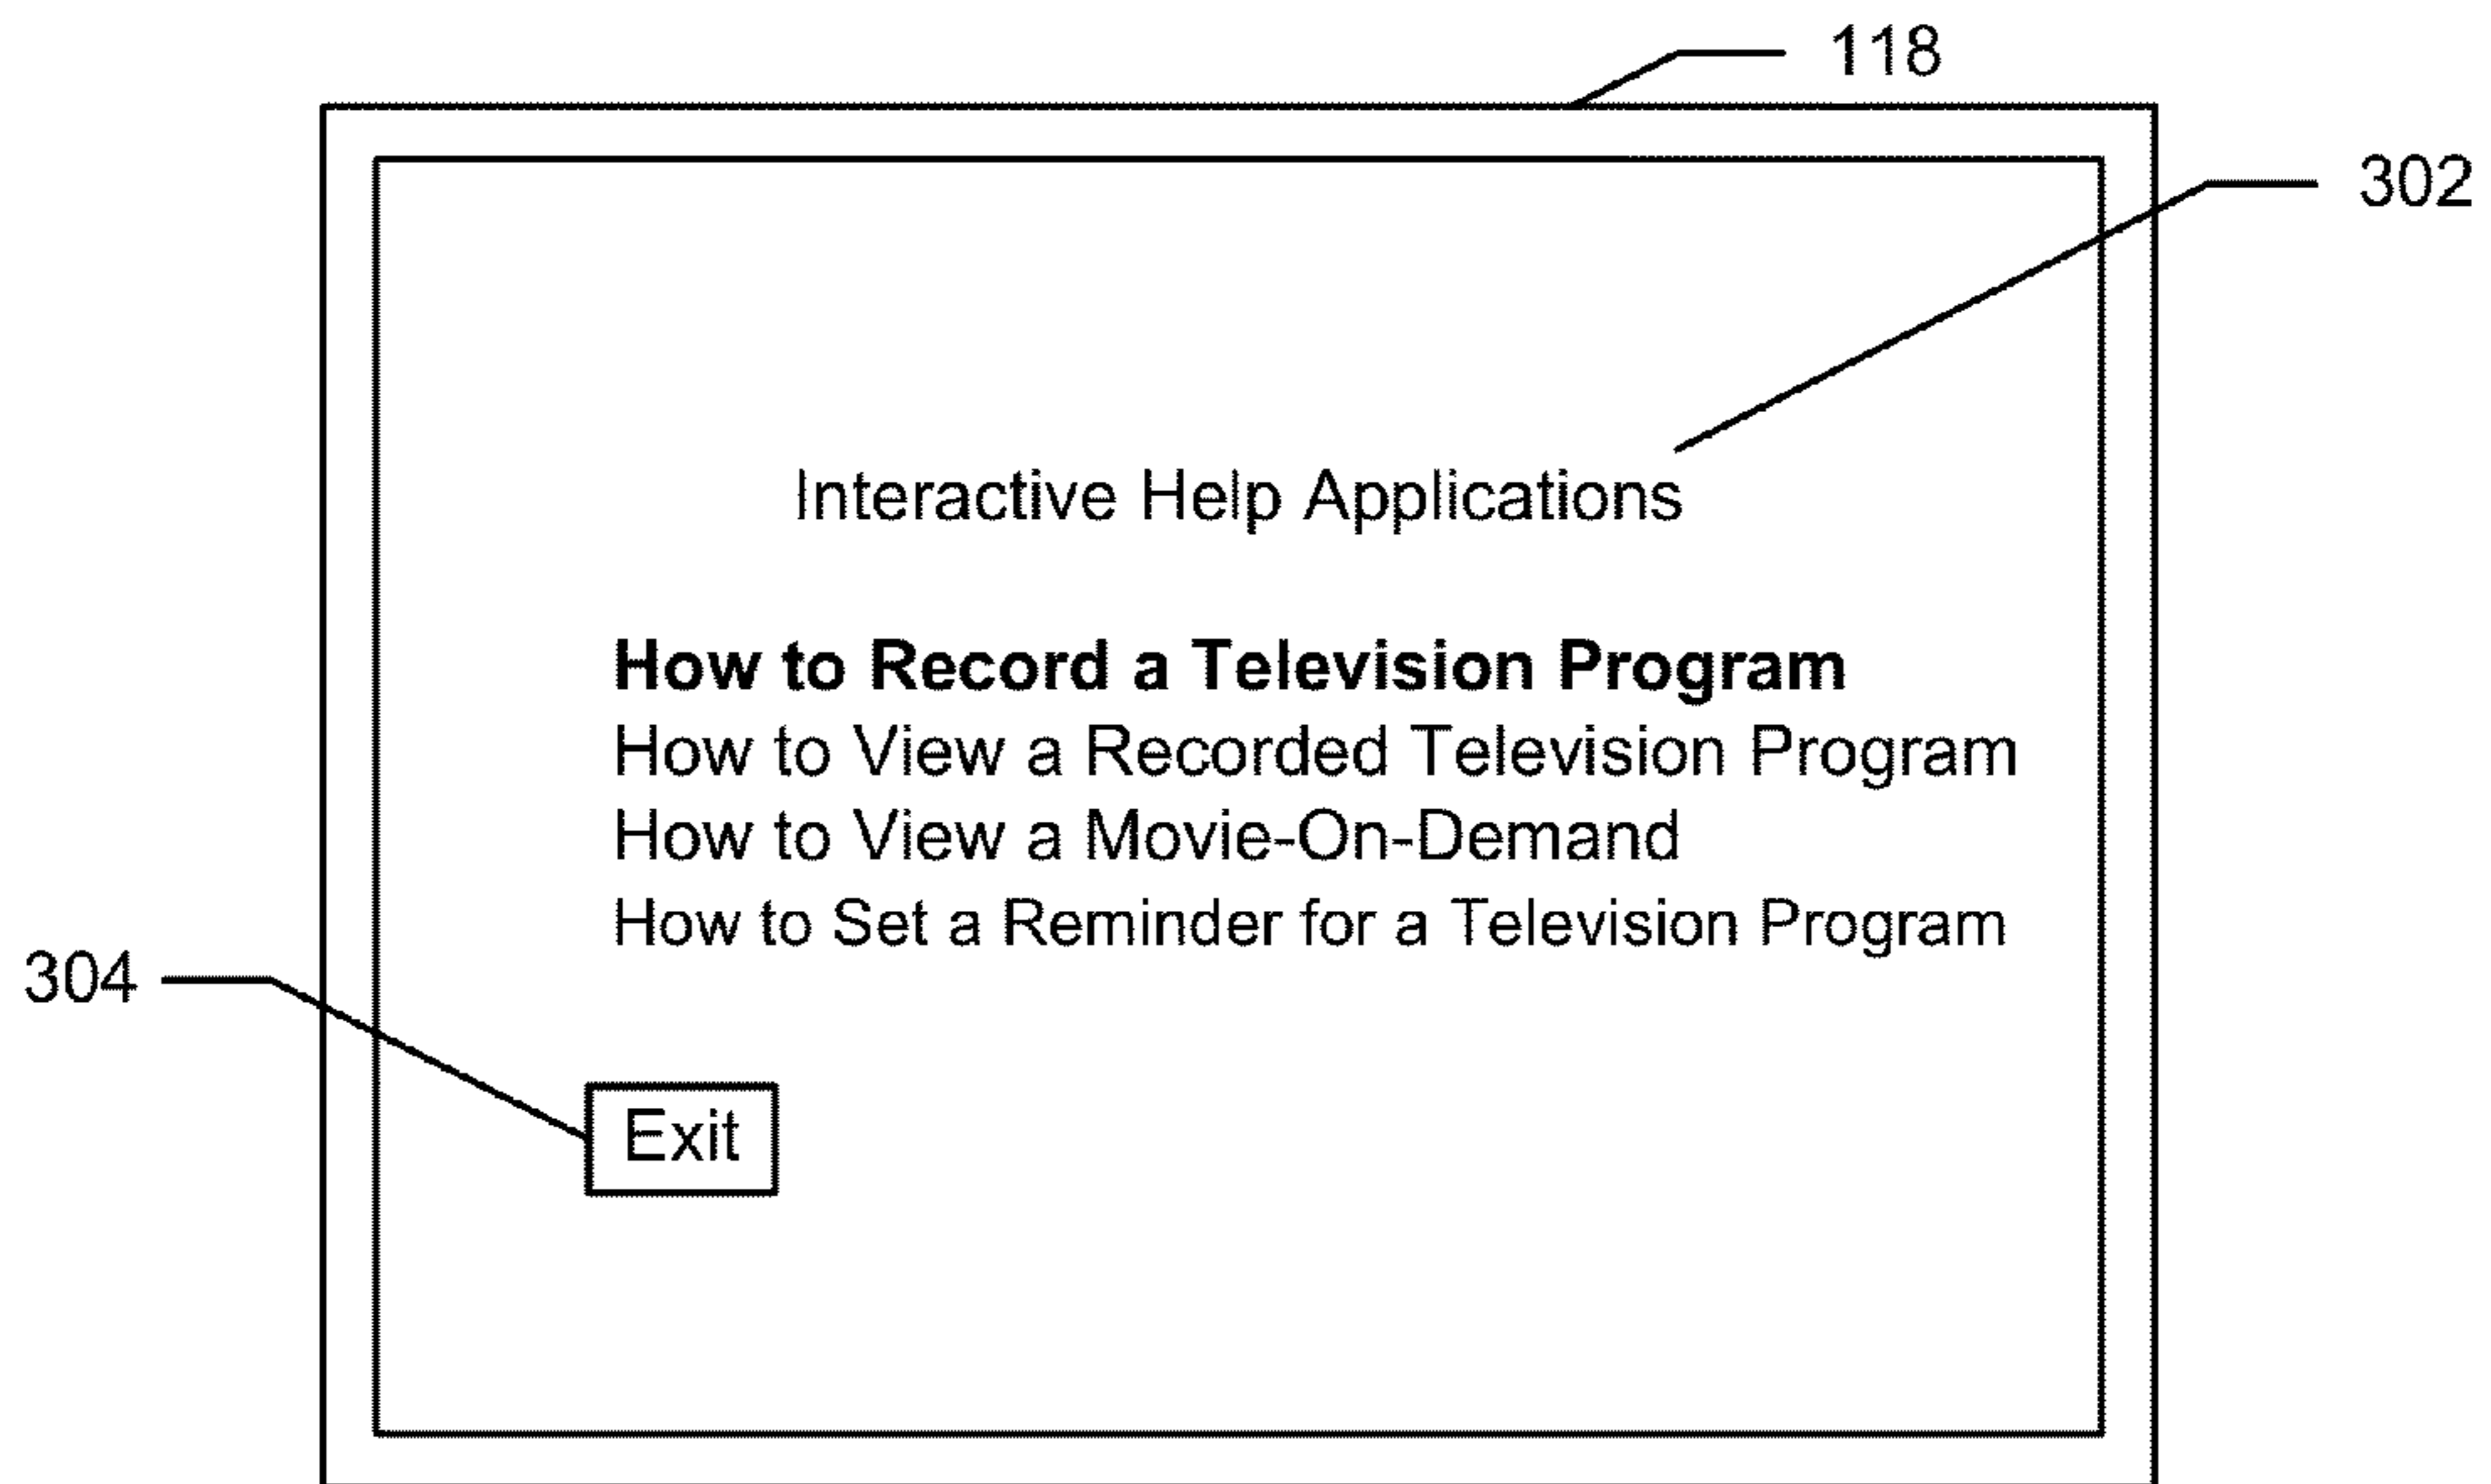 118
302
Interactive Help Applications
How to Record a Television Program
How to View a Recorded Television Program
How to View a Movie-On-Demand
How to Set a Reminder for a Television Program
304
Exit